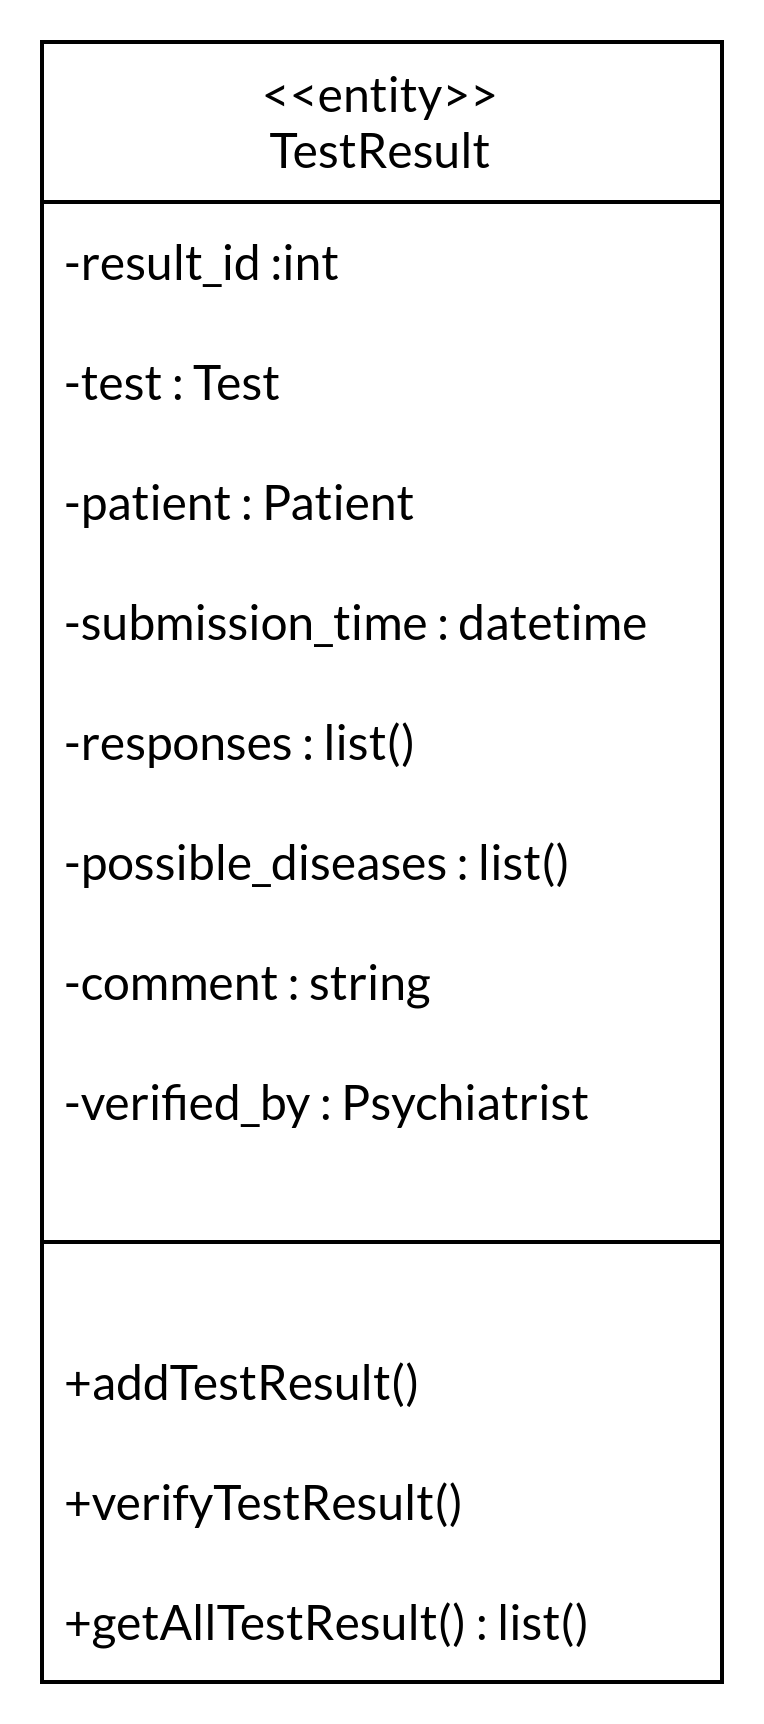 <<entity>>
TestResult
-result_id :int
-test : Test
-patient : Patient
-submission_time : datetime
-responses : list()
-possible_diseases : list()
-comment : string
-verified_by : Psychiatrist
+addTestResult()
+verifyTestResult()
+getAllTestResult() : list()